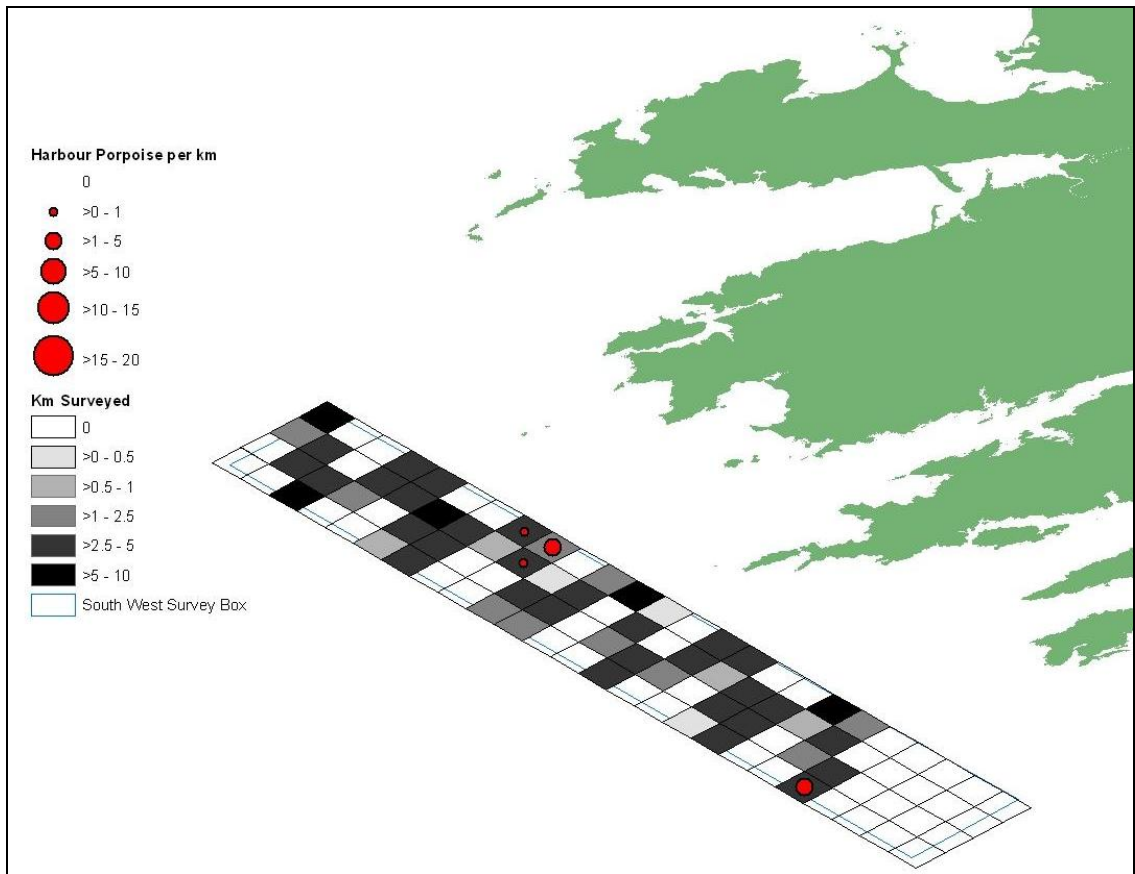 Harbour Porpoise per km
0
>0 - 1
>1 - 5
>5 - 10
>10 - 15
>15 - 20
Km Surveyed
0
>0 - 0.5
>0.5 - 1
>1 - 2.5
>2.5 - 5
>5 - 10
South West Survey Box